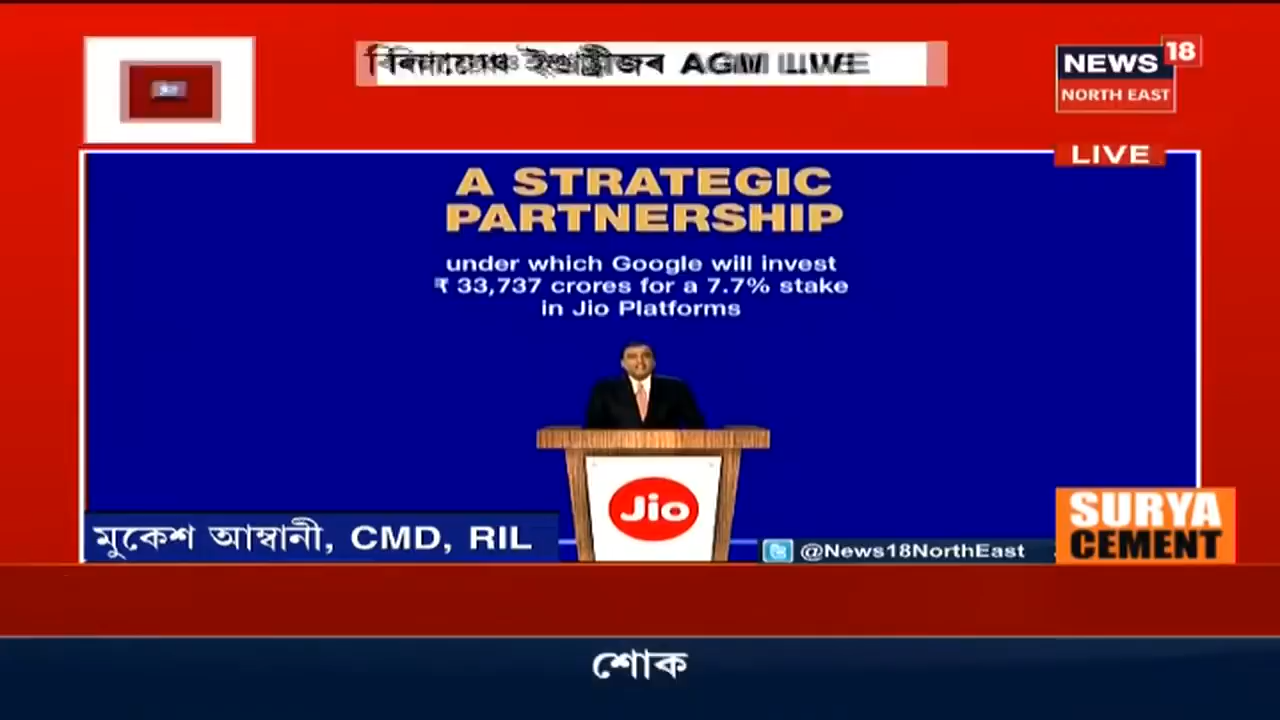 ইণ্ডাষ্ট্ৰীজৰ AGM LIVE
NEWS 18
NORTH EAST
LIVE
A STRATEGIC
PARTNERSHIP
under which Google will invest
₹ 33,737 crores for a 7.7% stake
in Jio Platforms
Jio
মুকেশ আম্বানী, CMD, RIL
@News18NorthEast
SURYA
CEMENT
শোক